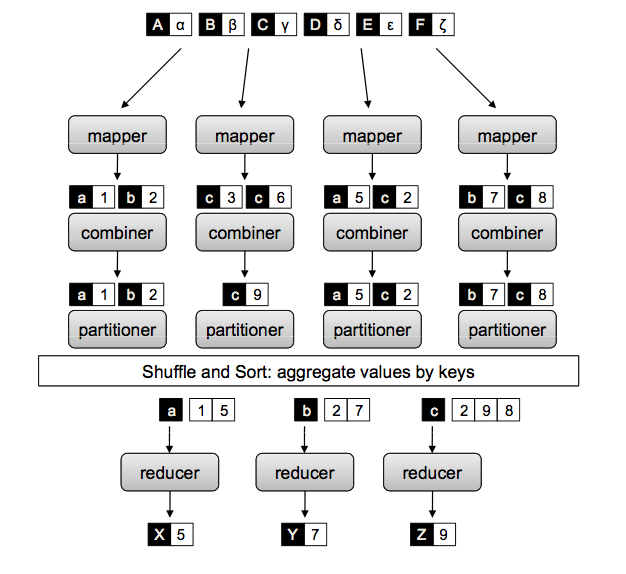 A α B β C γ D δ E ε F ζ
mapper mapper mapper mapper
a 1 b 2 c 3 c 6 a 5 c 2 b 7 c 8
combiner combiner combiner combiner
a 1 b 2 c 9 a 5 c 2 b 7 c 8
partitioner partitioner partitioner partitioner
Shuffle and Sort: aggregate values by keys
a 1 5 b 2 7 c 2 9 8
reducer reducer reducer
X 5 Y 7 Z 9